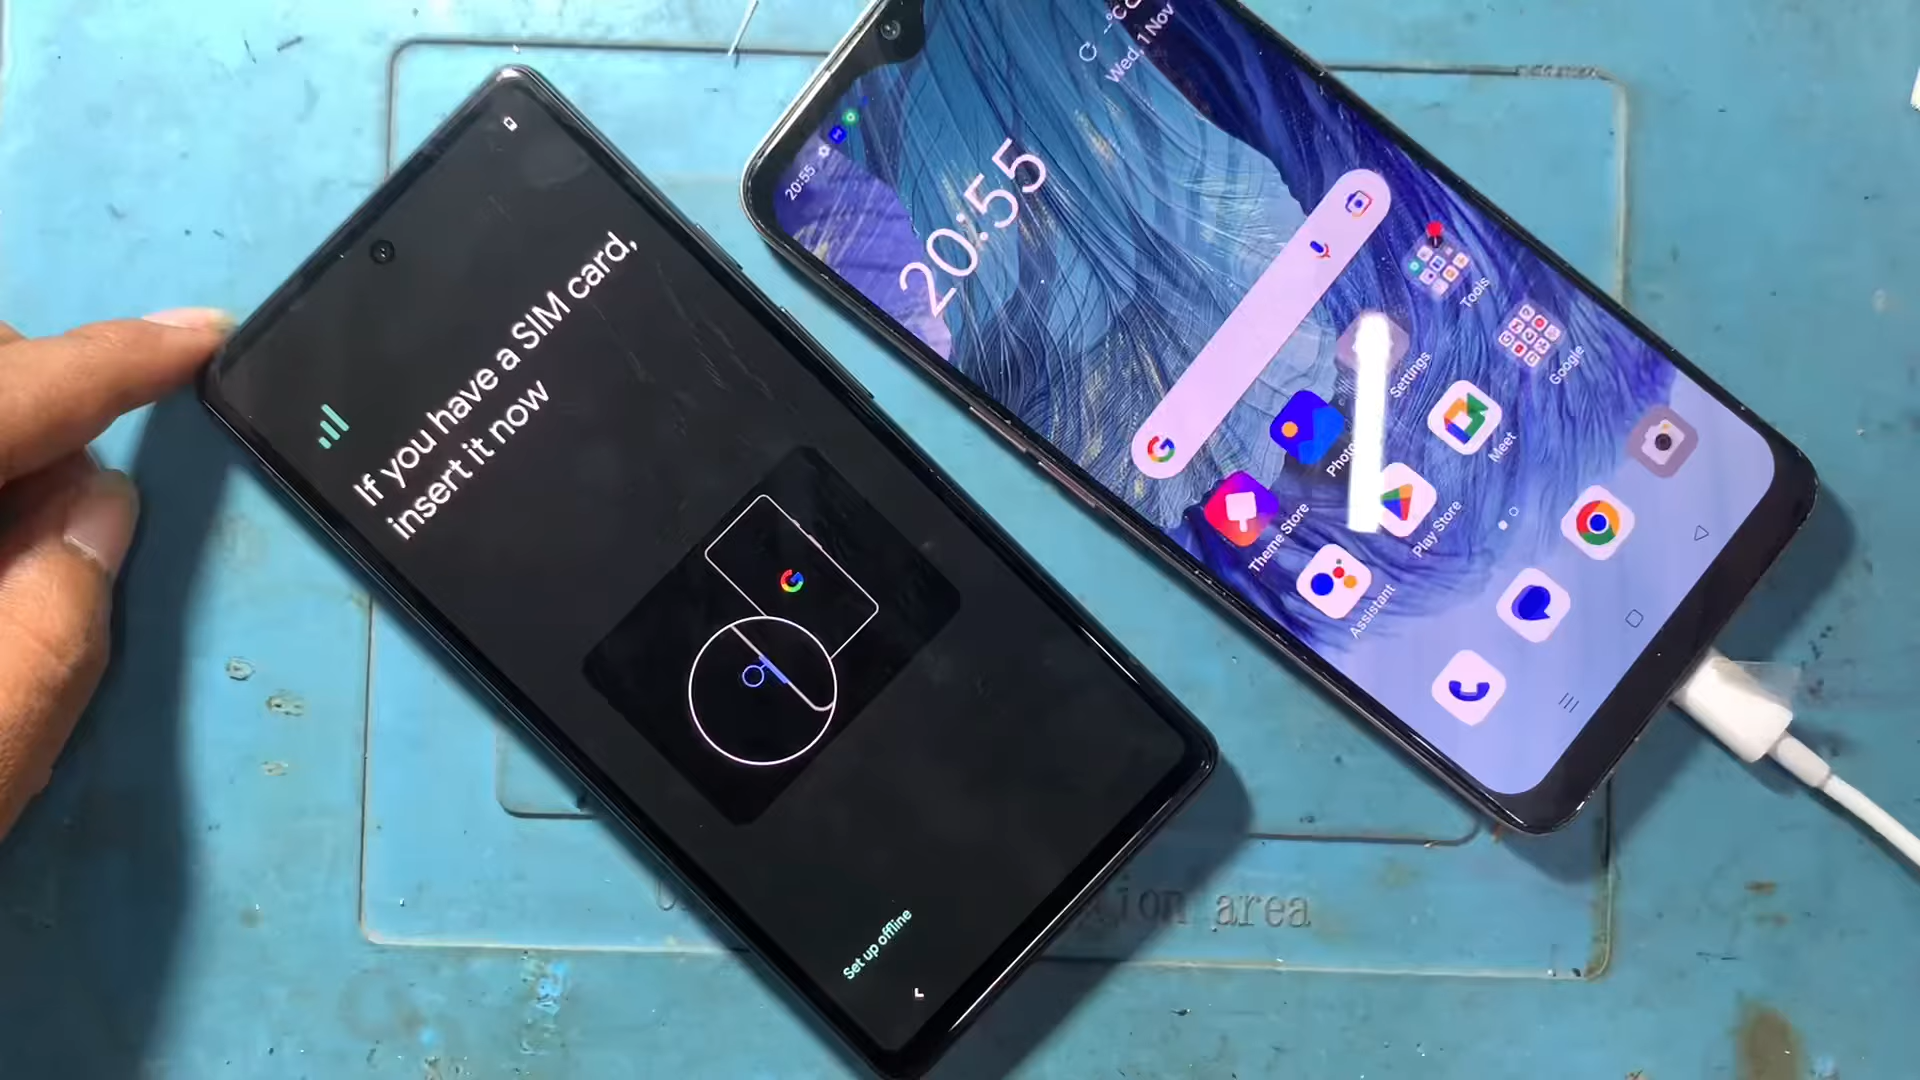 If you have a SIM card,
insert it now
Set up offline
20:55
Wed, 1 Nov
20:55
Tools
Google
Settings
Meet
Photo
Play Store
Theme Store
Assistant
area